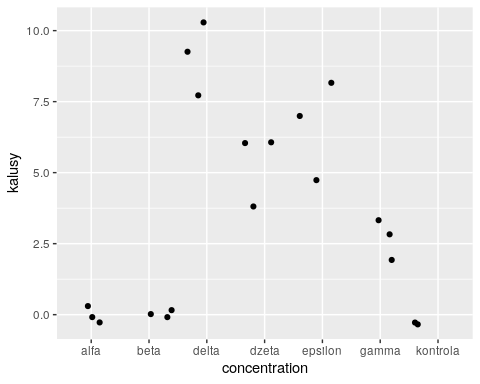 kalusy
10.0
7.5
5.0
2.5
0.0
alfa beta delta dzeta epsilon gamma kontrola
concentration